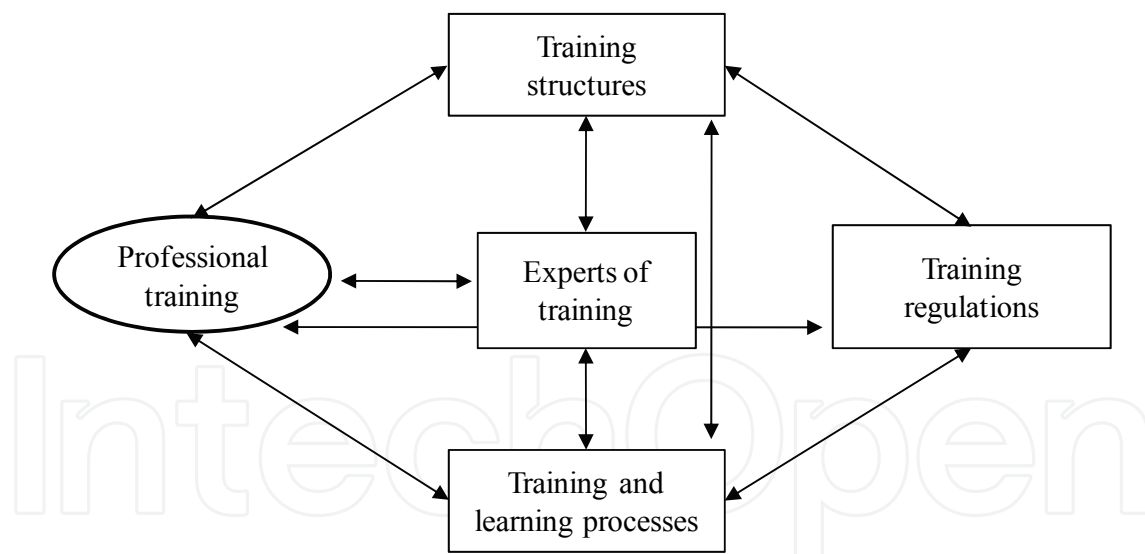 Training
structures
Professional
training
Experts of
training
Training
regulations
Training and
learning processes
IntechOpen